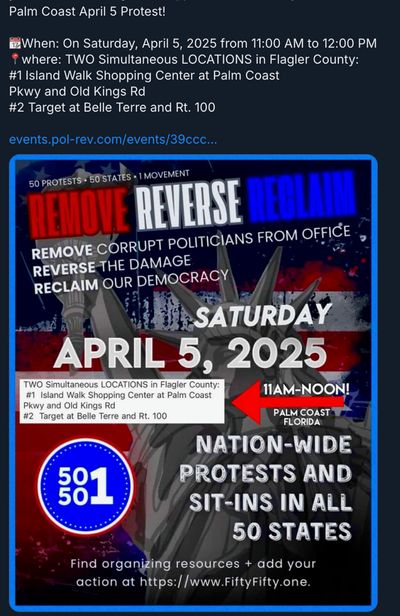 Palm Coast April 5 Protest!
When: On Saturday, April 5, 2025 from 11:00 AM to 12:00 PM
where: TWO Simultaneous LOCATIONS in Flagler County:
#1 Island Walk Shopping Center at Palm Coast
Pkwy and Old Kings Rd
#2 Target at Belle Terre and Rt. 100
events.pol-rev.com/events/39ccc...
50 PROTESTS • 50 STATES • 1 MOVEMENT
REMOVE REVERSE RECLAIM
REMOVE CORRUPT POLITICIANS FROM OFFICE
REVERSE THE DAMAGE
RECLAIM OUR DEMOCRACY
SATURDAY
APRIL 5, 2025
TWO Simultaneous LOCATIONS in Flagler County:
#1 Island Walk Shopping Center at Palm Coast
Pkwy and Old Kings Rd
#2 Target at Belle Terre and Rt. 100
11AM-NOON!
PALM COAST
FLORIDA
50
50
1
NATION-WIDE
PROTESTS AND
SIT-INS IN ALL
50 STATES
Find organizing resources + add your
action at https://www.FiftyFifty.one.